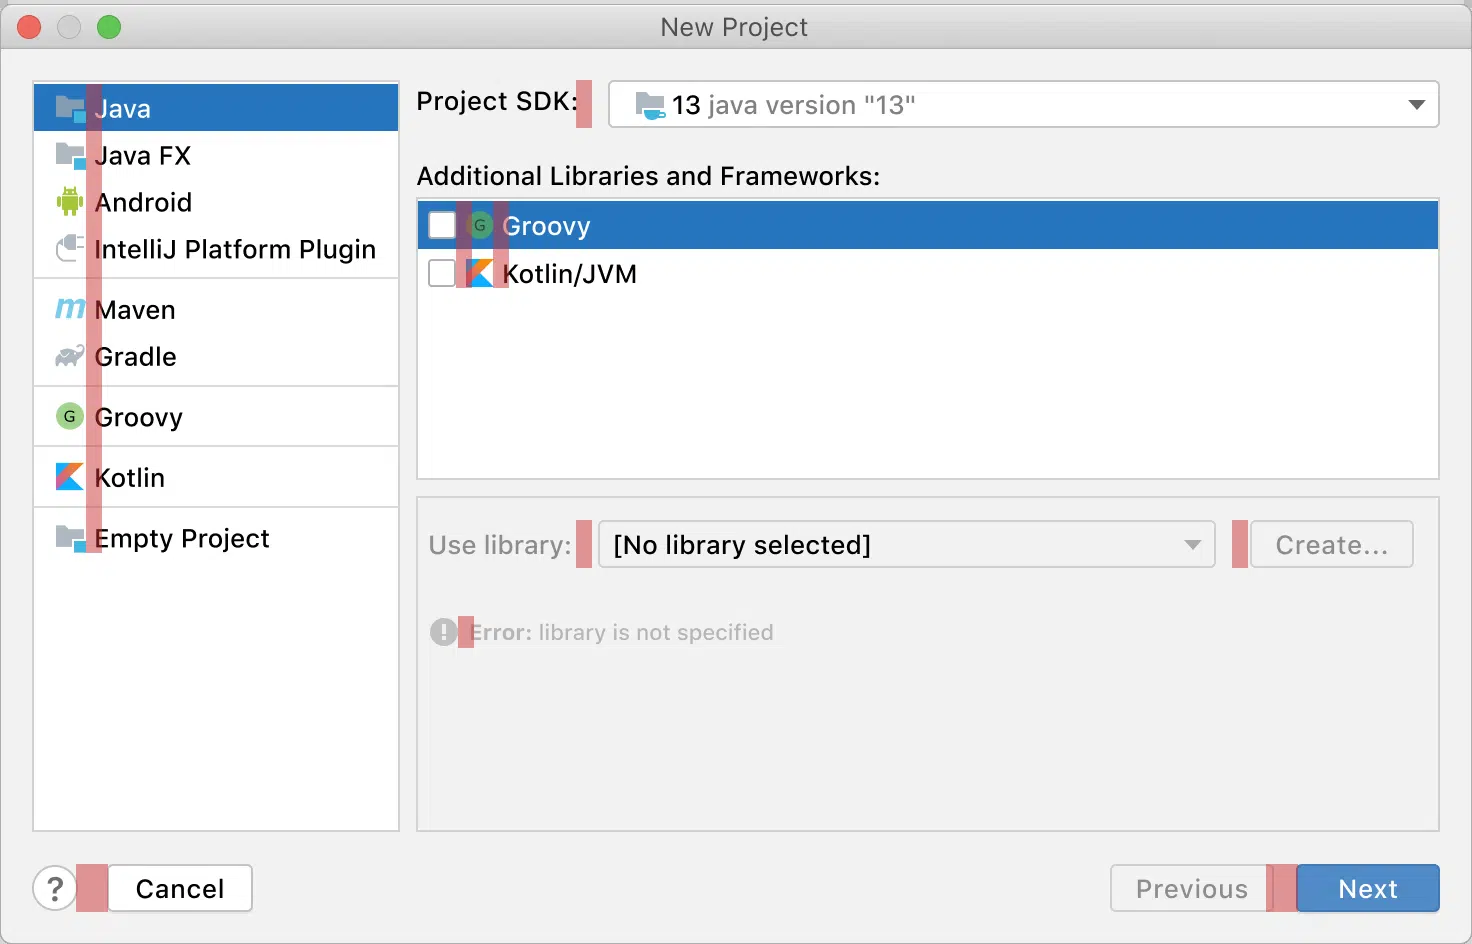 New Project
Java
Java FX
Android
IntelliJ Platform Plugin
m Maven
Gradle
G Groovy
Kotlin
Empty Project
Project SDK: 13 java version "13"
Additional Libraries and Frameworks:
G Groovy
Kotlin/JVM
Use library: [No library selected] Create...
! Error: library is not specified
? Cancel Previous Next